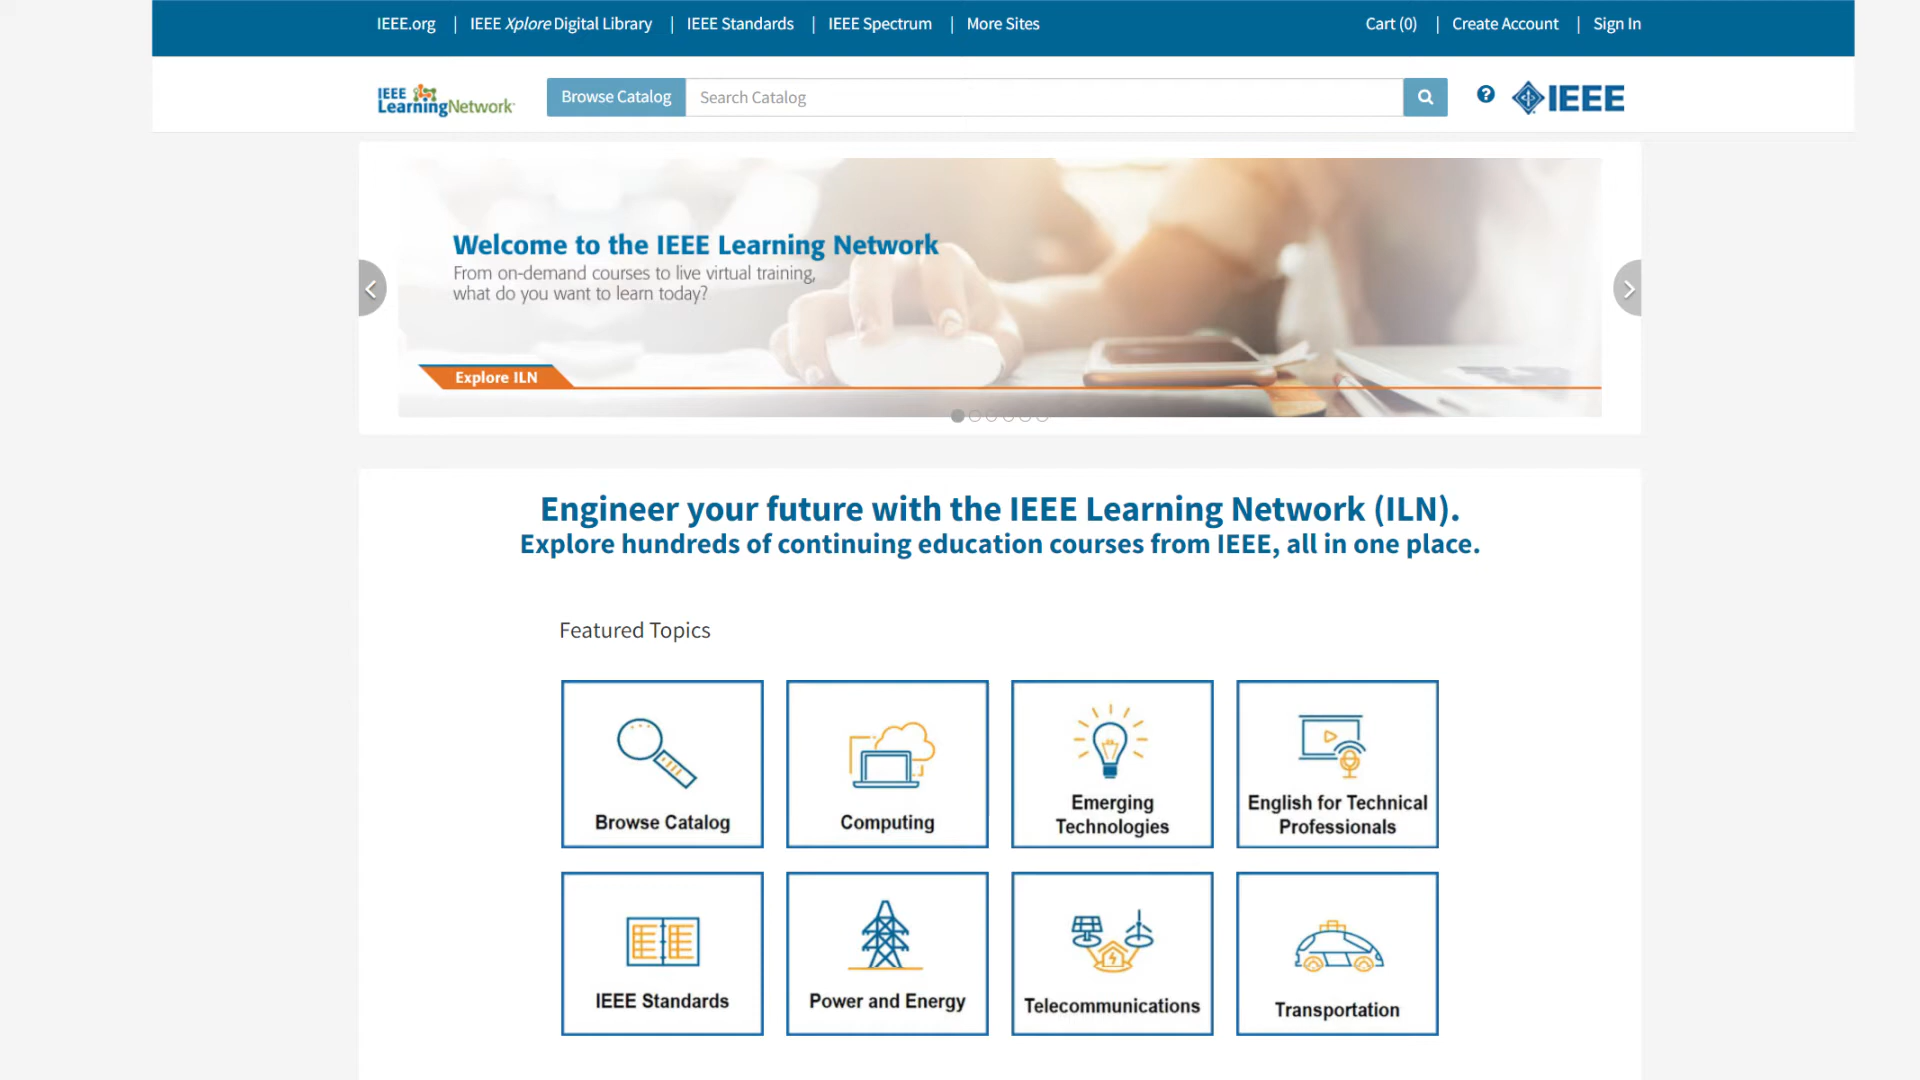 IEEE.org | IEEE Xplore Digital Library | IEEE Standards | IEEE Spectrum | More Sites
Cart (0) | Create Account | Sign In
IEEE
LearningNetwork
Browse Catalog
Search Catalog
IEEE
Welcome to the IEEE Learning Network
From on-demand courses to live virtual training,
what do you want to learn today?
Explore ILN
Engineer your future with the IEEE Learning Network (ILN).
Explore hundreds of continuing education courses from IEEE, all in one place.
Featured Topics
Browse Catalog
Computing
Emerging
Technologies
English for Technical
Professionals
IEEE Standards
Power and Energy
Telecommunications
Transportation